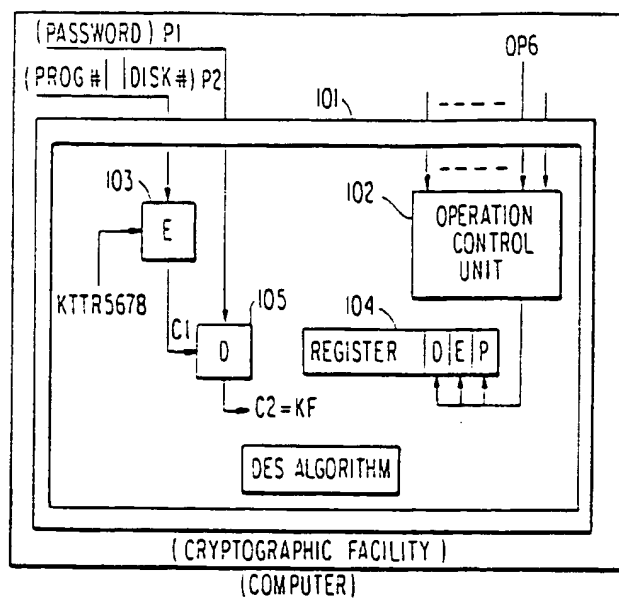 (PASSWORD) P1
(PROG#||DISK#) P2
OP6
101
103
E
102
OPERATION
CONTROL
UNIT
KTTR5678
105
C1
D
104
REGISTER D E P
C2=KF
DES ALGORITHM
(CRYPTOGRAPHIC FACILITY)
(COMPUTER)